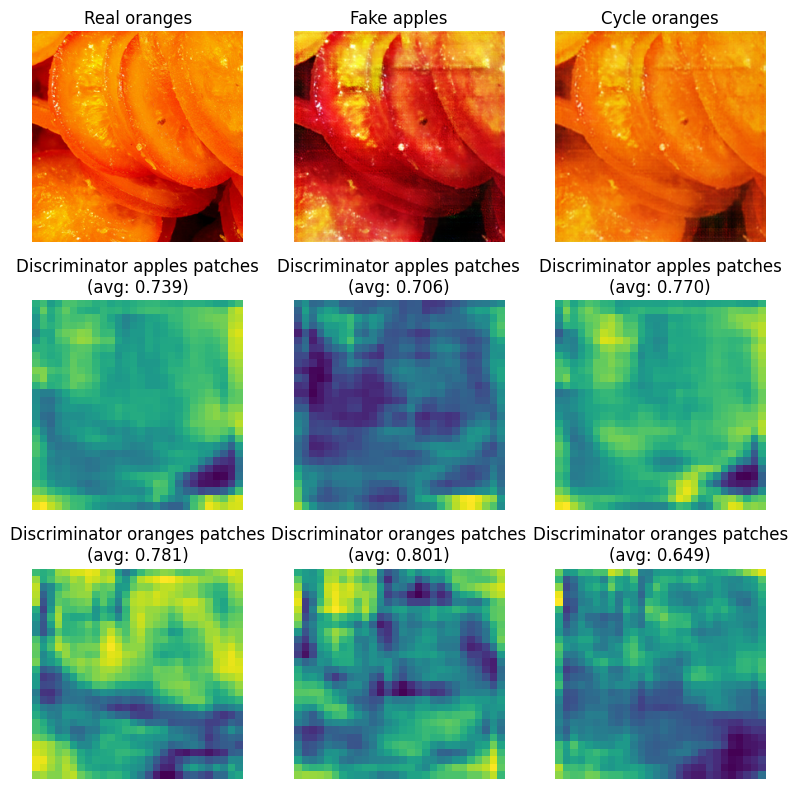 Real oranges
Fake apples
Cycle oranges
Discriminator apples patches
(avg: 0.739)
Discriminator apples patches
(avg: 0.706)
Discriminator apples patches
(avg: 0.770)
Discriminator oranges patches
(avg: 0.781)
Discriminator oranges patches
(avg: 0.801)
Discriminator oranges patches
(avg: 0.649)